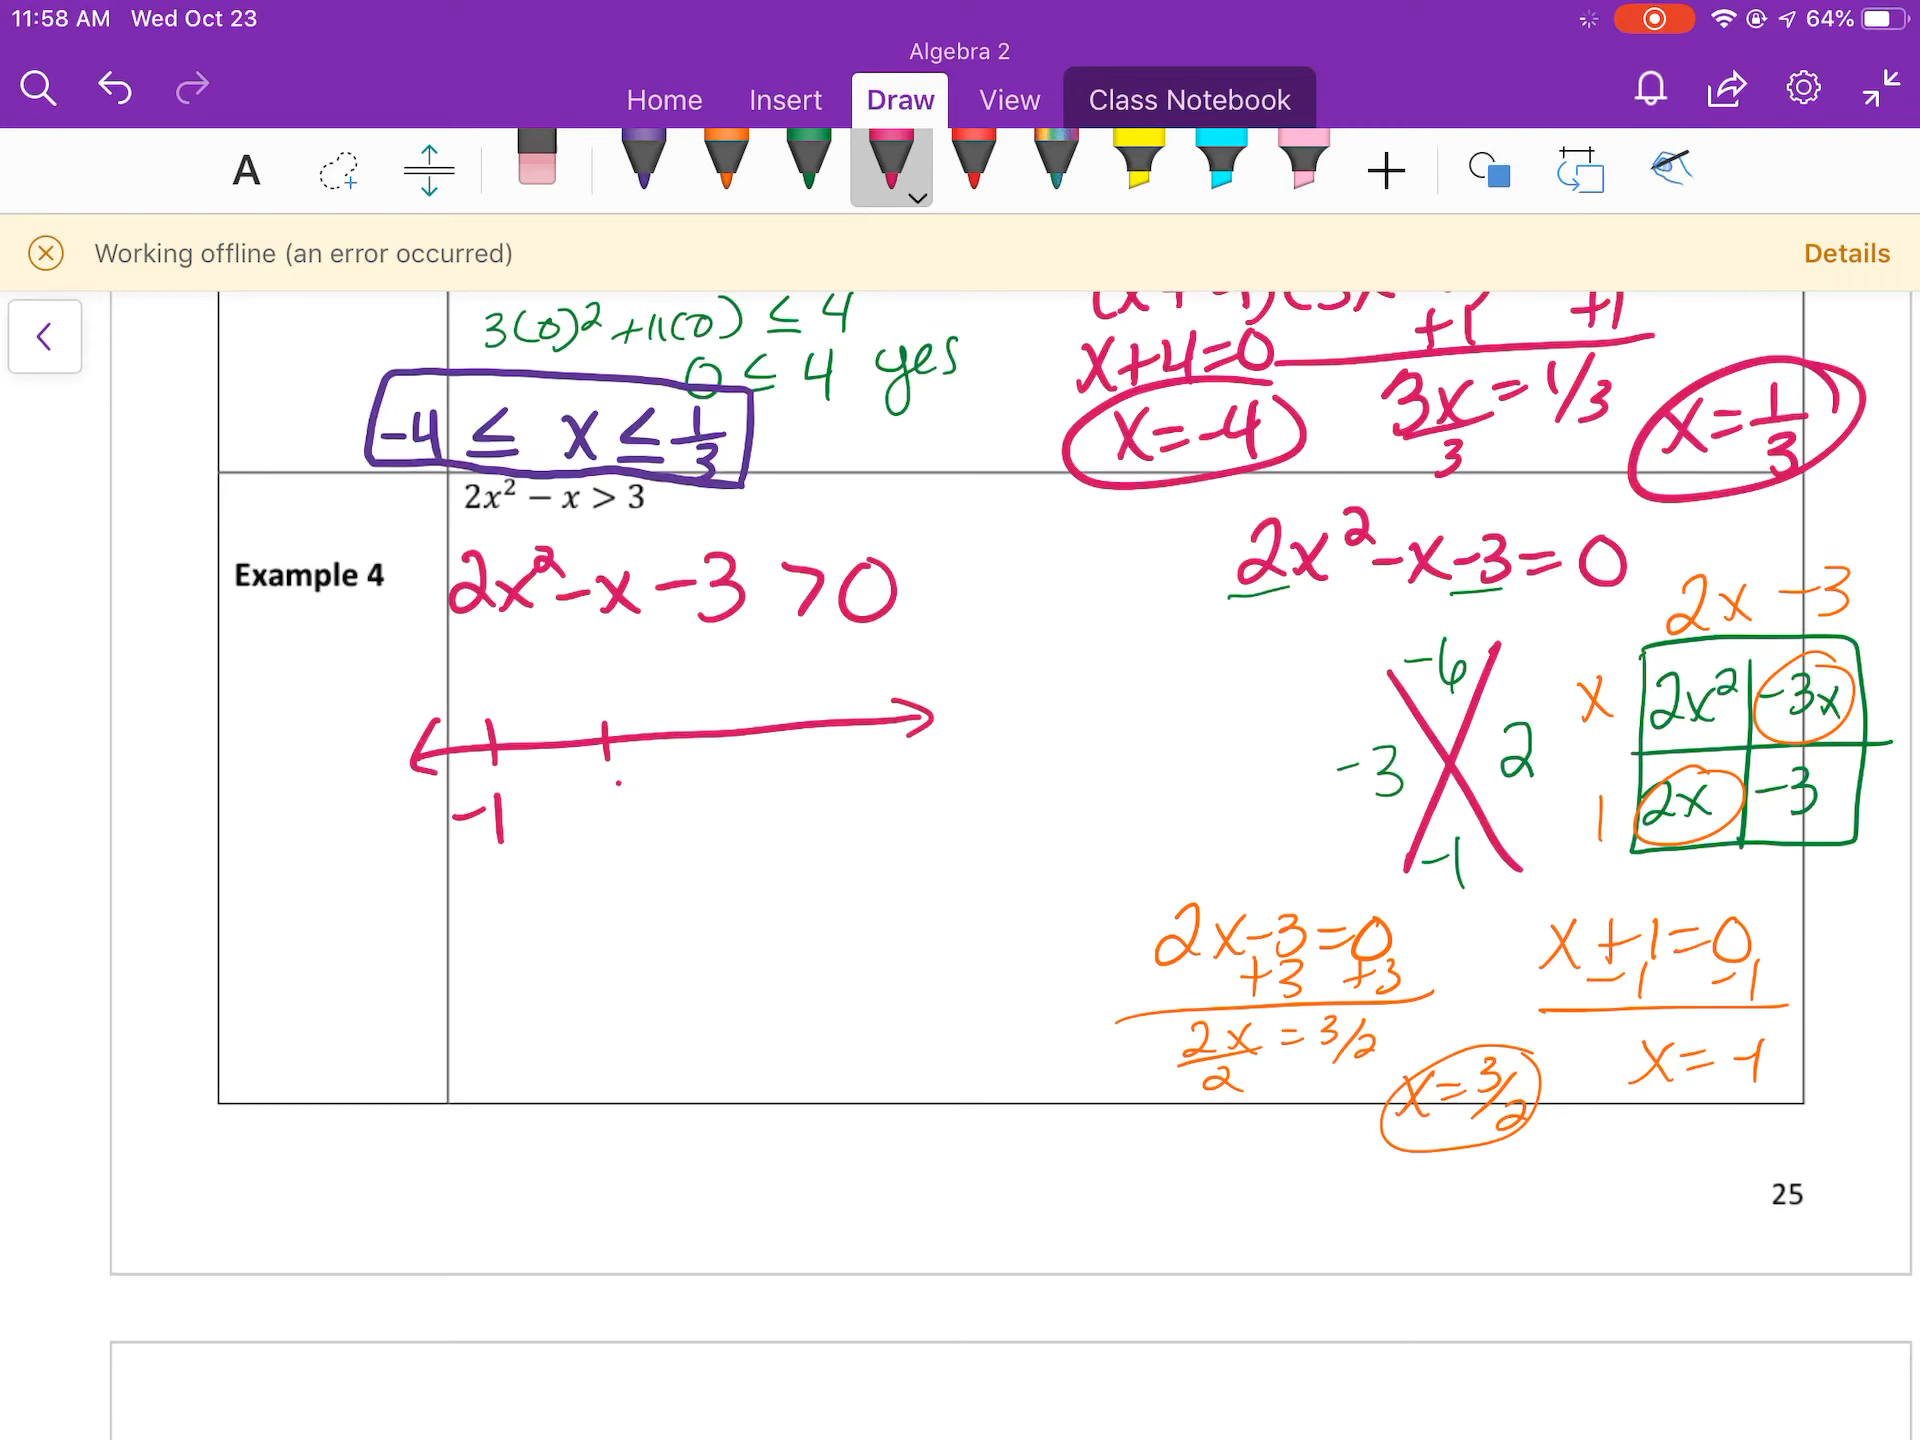 11:58 AM Wed Oct 23
64%
Algebra 2
Home Insert Draw View Class Notebook
A
Working offline (an error occurred)
Details
3(0)² +11(0) ≤ 4
0 ≤ 4 yes
-4 ≤ x ≤ 1/3
+1 +1
x+4=0
3x = 1/3
3
x=-4
x=1/3
2x² − x > 3
Example 4
2x²-x-3 >0
-1
2x²-x-3=0
2x -3
x 2x² -3x
1 2x -3
-6
-3 2
-1
2x-3=0
+3 +3
2x = 3/2
2
x=3/2
x+1=0
-1 -1
x=-1
25